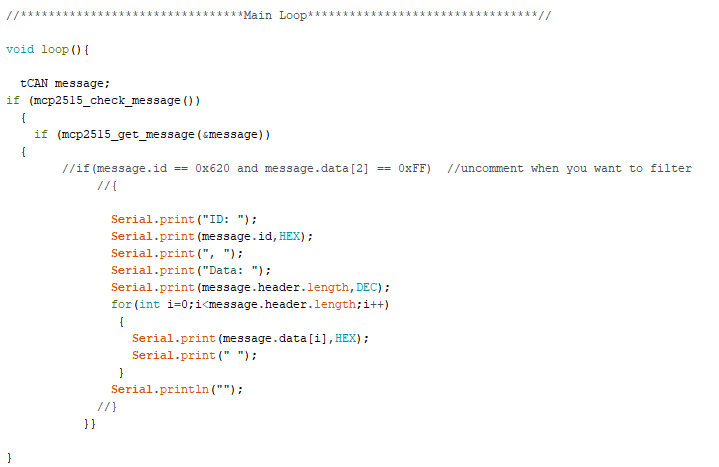 //********************************Main Loop*********************************//
void loop(){
tCAN message;
if (mcp2515_check_message())
{
if (mcp2515_get_message(&message))
{
//if(message.id == 0x620 and message.data[2] == 0xFF)  //uncomment when you want to filter
//{
Serial.print("ID: ");
Serial.print(message.id,HEX);
Serial.print(", ");
Serial.print("Data: ");
Serial.print(message.header.length,DEC);
for(int i=0;i<message.header.length;i++)
{
Serial.print(message.data[i],HEX);
Serial.print(" ");
}
Serial.println("");
//}
}}
}